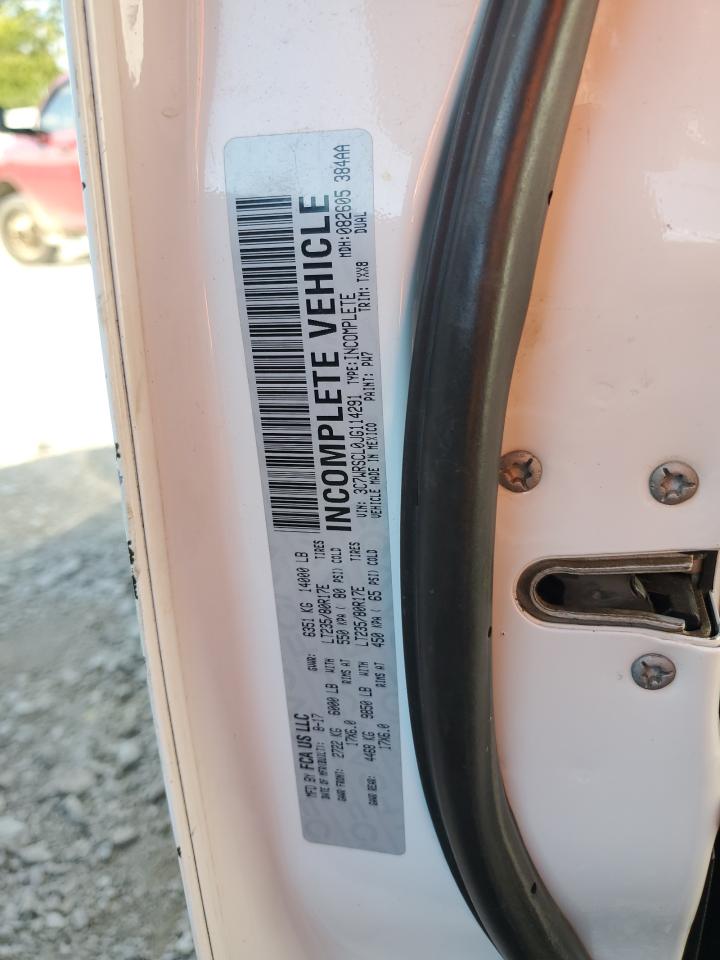 MFD BY FCA US LLC
DATE OF MFR(BUILT): 8-17 GVWR: 6351 KG 14000 LB
GAWR FRONT: 2722 KG 6000 LB WITH LT235/80R17E TIRES
17X6.0 RIMS AT 550 KPA ( 80 PSI) COLD
GAWR REAR: 4468 KG 9850 LB WITH LT235/80R17E TIRES
17X6.0 RIMS AT 450 KPA ( 65 PSI) COLD
INCOMPLETE VEHICLE
VIN: 3C7WRSCL0JG114291 TYPE:INCOMPLETE MDH:082605 384AA
VEHICLE MADE IN MEXICO PAINT: PW7 TRIM: TXX8 DUAL